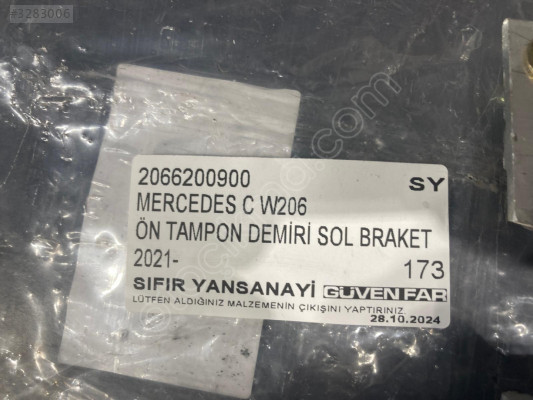 #3283006
2066200900 SY
MERCEDES C W206
ÖN TAMPON DEMİRİ SOL BRAKET
2021- 173
SIFIR YANSANAYİ GÜVEN FAR
LÜTFEN ALDIĞINIZ MALZEMENİN ÇIKIŞINI YAPTIRINIZ
28.10.2024